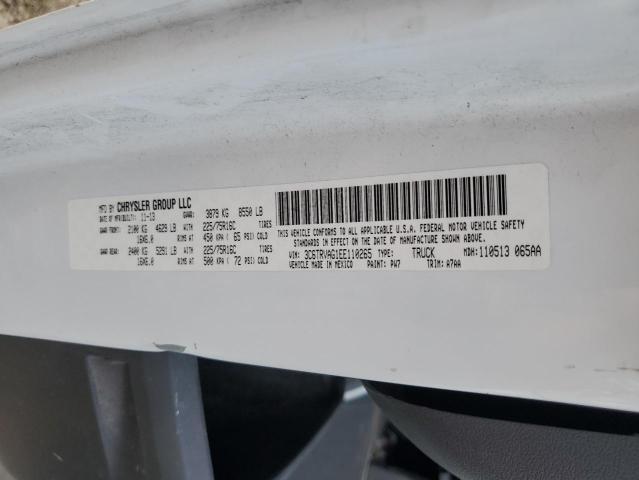 MFD BY CHRYSLER GROUP LLC
DATE OF MFR/BUILT: 11-13 GVWR: 3879 KG 8550 LB
GAWR FRONT: 2100 KG 4629 LB 225/75R16C TIRES
16X6.0 RIMS AT 450 KPA ( 65 PSI) COLD
GAWR REAR: 2400 KG 5291 LB 225/75R16C TIRES
16X6.0 RIMS AT 500 KPA ( 72 PSI) COLD
THIS VEHICLE CONFORMS TO ALL APPLICABLE U.S.A. FEDERAL MOTOR VEHICLE SAFETY
STANDARDS IN EFFECT ON THE DATE OF MANUFACTURE SHOWN ABOVE.
VIN: 3C6TRVAG1EE110265 TYPE: TRUCK MDH: 110513 065AA
VEHICLE MADE IN MEXICO PAINT: PW7 TRIM: A7AA